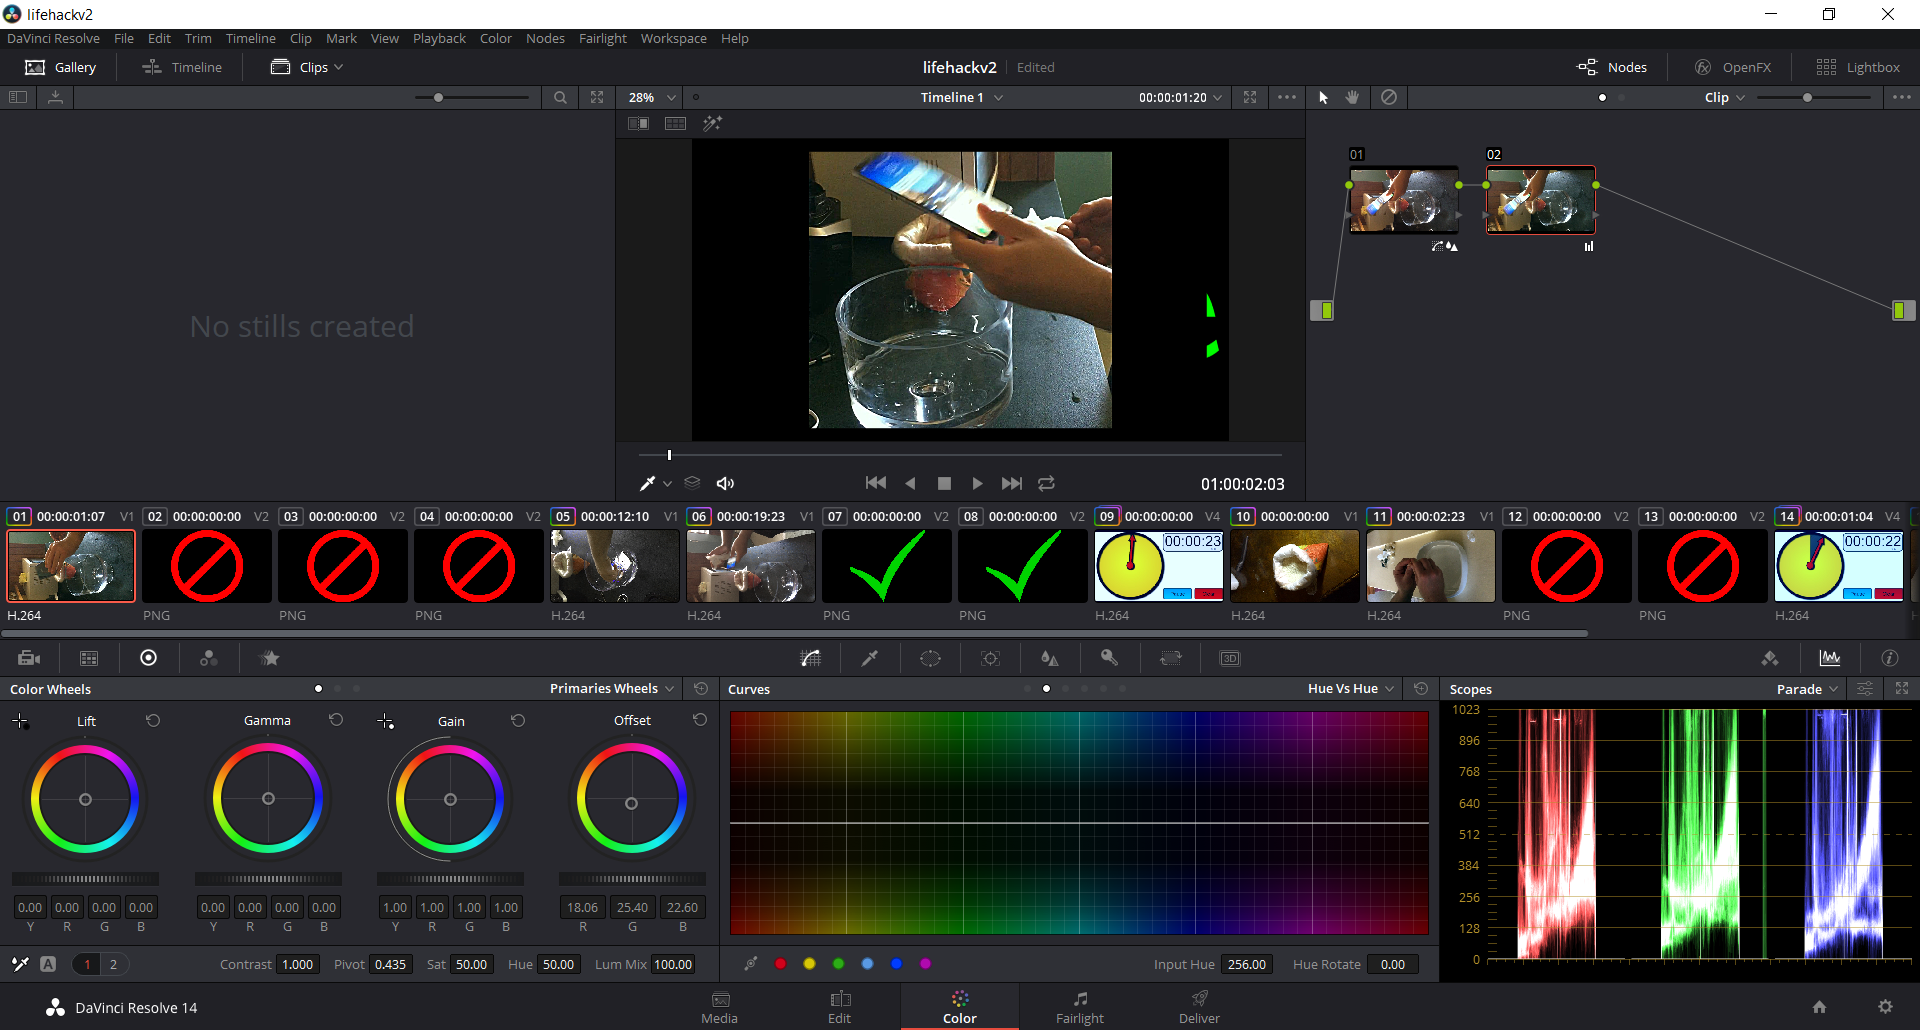 lifehackv2
DaVinci Resolve File Edit Trim Timeline Clip Mark View Playback Color Nodes Fairlight Workspace Help
Gallery Timeline Clips lifehackv2 Edited Nodes OpenFX Lightbox
28% Timeline 1 00:00:01:20 Clip
01 02
No stills created
01:00:02:03
01 00:00:01:07 V1 02 00:00:00:00 V2 03 00:00:00:00 V2 04 00:00:00:00 V2 05 00:00:12:10 V1 06 00:00:19:23 V1 07 00:00:00:00 V2 08 00:00:00:00 V2 09 00:00:00:00 V4 10 00:00:00:00 V1 11 00:00:02:23 V1 12 00:00:00:00 V2 13 00:00:00:00 V2 14 00:00:01:04 V4
00:00:23 00:00:22
H.264 PNG PNG PNG H.264 H.264 PNG PNG H.264 H.264 H.264 PNG PNG H.264
3D
Color Wheels Primaries Wheels Curves Hue Vs Hue Scopes Parade
Lift Gamma Gain Offset
1023
896
768
640
512
384
256
128
0
0.00 0.00 0.00 0.00 0.00 0.00 0.00 0.00 1.00 1.00 1.00 1.00 18.06 25.40 22.60
Y R G B Y R G B Y R G B R G B
A 1 2 Contrast 1.000 Pivot 0.435 Sat 50.00 Hue 50.00 Lum Mix 100.00 Input Hue 256.00 Hue Rotate 0.00
DaVinci Resolve 14 Media Edit Color Fairlight Deliver